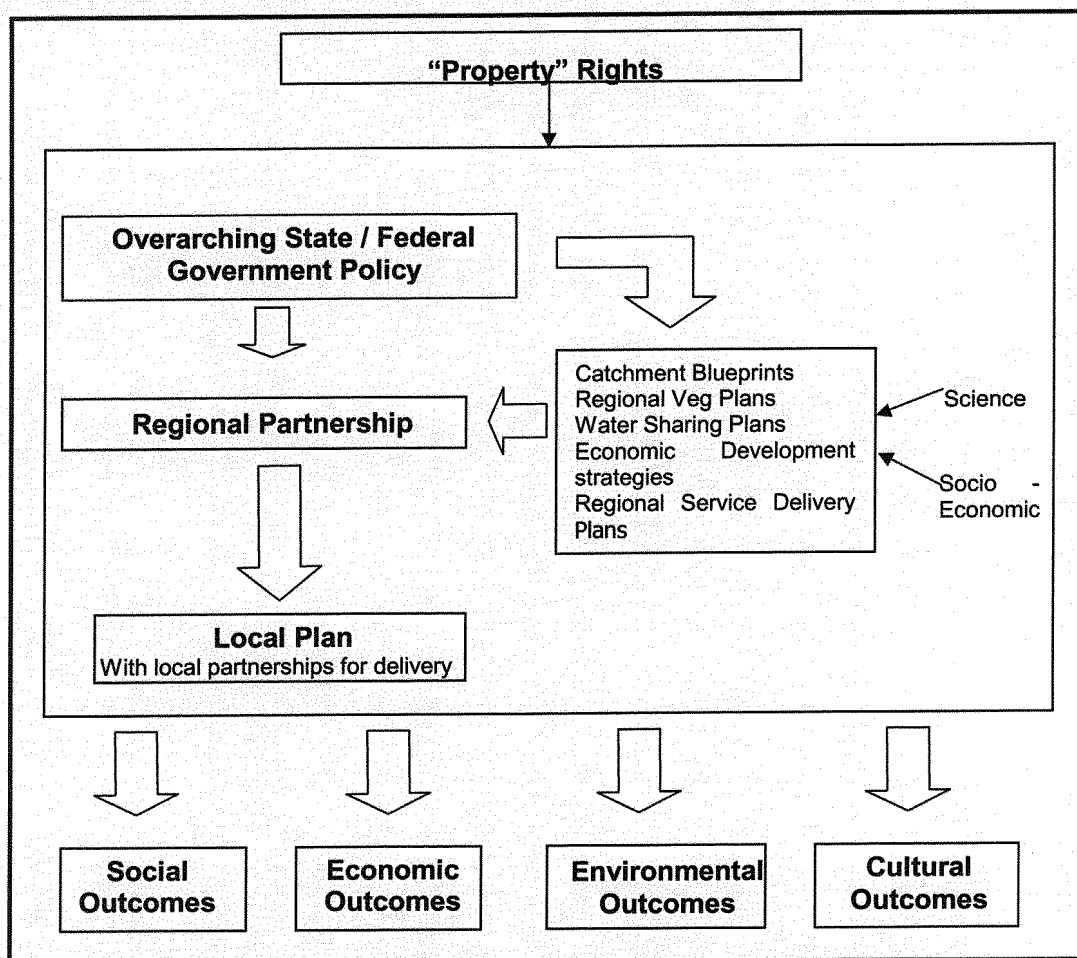 “Property” Rights
Overarching State / Federal
Government Policy
Regional Partnership
Catchment Blueprints
Regional Veg Plans
Water Sharing Plans
Economic Development
strategies
Regional Service Delivery
Plans
Science
Socio -
Economic
Local Plan
With local partnerships for delivery
Social
Outcomes
Economic
Outcomes
Environmental
Outcomes
Cultural
Outcomes